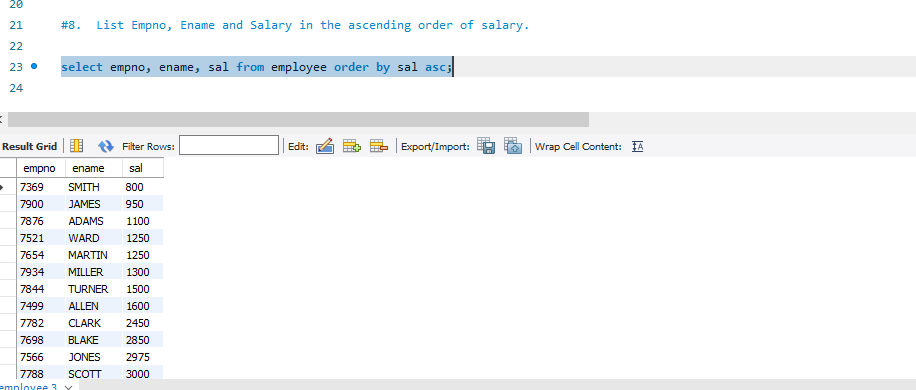 20
21 #8. List Empno, Ename and Salary in the ascending order of salary.
22
23 select empno, ename, sal from employee order by sal asc;
24
Result Grid Filter Rows: Edit: Export/Import: Wrap Cell Content: IA
empno ename sal
7369 SMITH 800
7900 JAMES 950
7876 ADAMS 1100
7521 WARD 1250
7654 MARTIN 1250
7934 MILLER 1300
7844 TURNER 1500
7499 ALLEN 1600
7782 CLARK 2450
7698 BLAKE 2850
7566 JONES 2975
7788 SCOTT 3000
employee 3